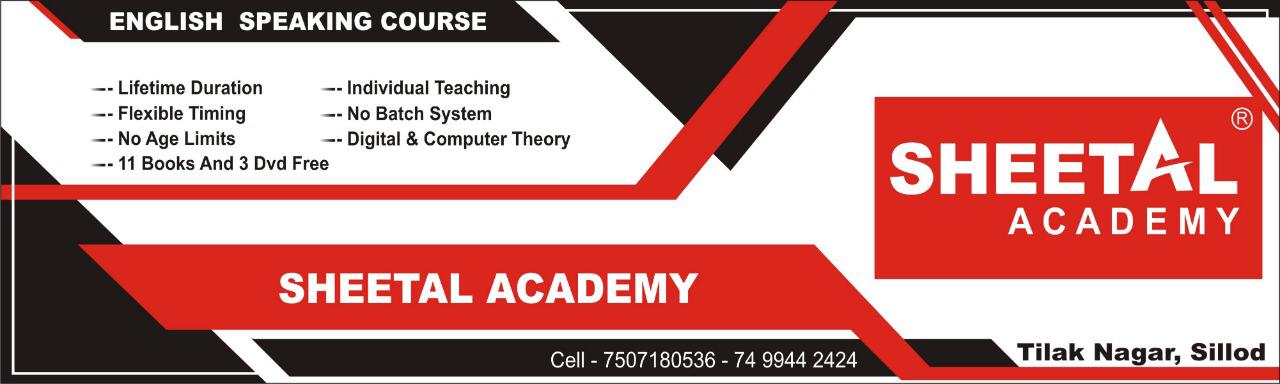 ENGLISH SPEAKING COURSE
--- Lifetime Duration
--- Flexible Timing
--- No Age Limits
--- 11 Books And 3 Dvd Free
--- Individual Teaching
--- No Batch System
--- Digital & Computer Theory
®
SHEETAL
ACADEMY
SHEETAL ACADEMY
Cell - 7507180536 - 74 9944 2424
Tilak Nagar, Sillod